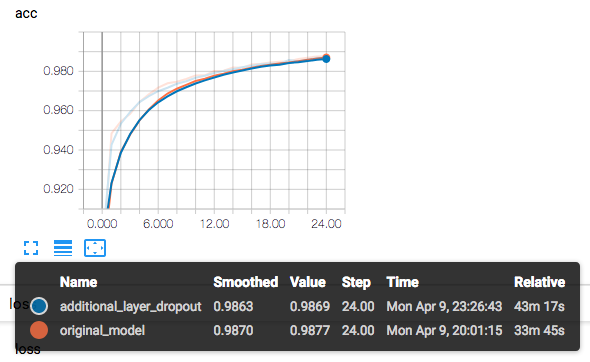 acc
0.980
0.960
0.940
0.920
0.000 6.000 12.00 18.00 24.00
Name Smoothed Value Step Time Relative
los
additional_layer_dropout 0.9863 0.9869 24.00 Mon Apr 9, 23:26:43 43m 17s
original_model 0.9870 0.9877 24.00 Mon Apr 9, 20:01:15 33m 45s
loss